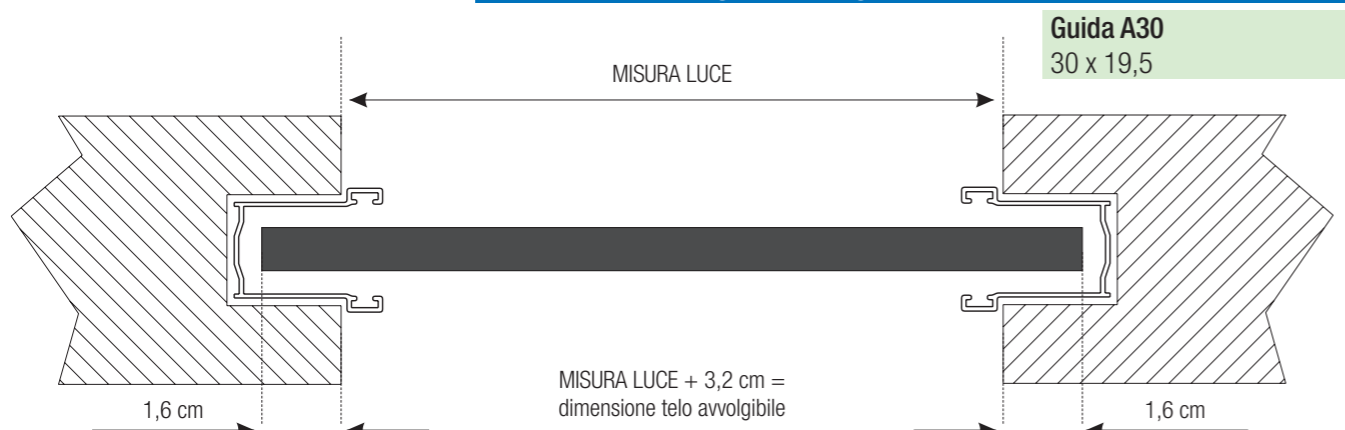 Guida A30
30 x 19,5
MISURA LUCE
MISURA LUCE + 3,2 cm =
dimensione telo avvolgibile
1,6 cm
1,6 cm